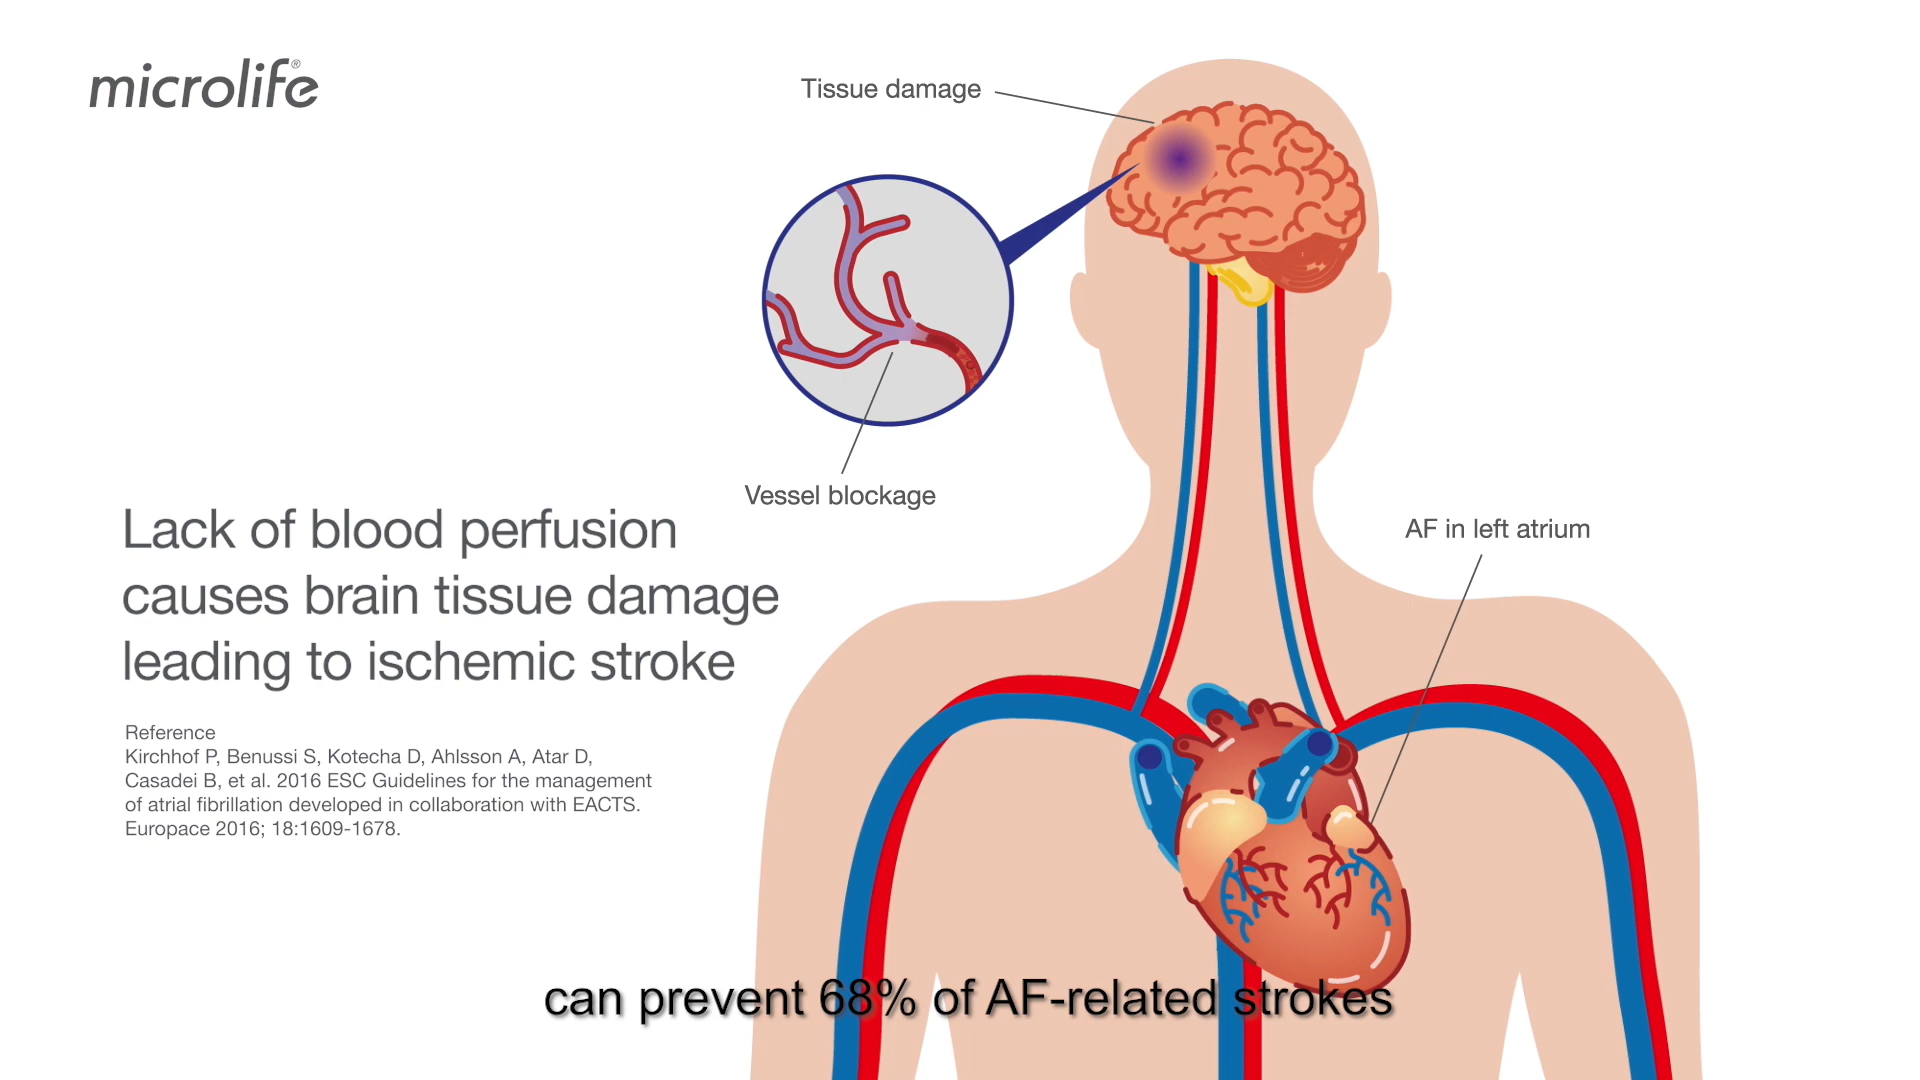 microlife®
Tissue damage
Vessel blockage
AF in left atrium
Lack of blood perfusion
causes brain tissue damage
leading to ischemic stroke
Reference
Kirchhof P, Benussi S, Kotecha D, Ahlsson A, Atar D,
Casadei B, et al. 2016 ESC Guidelines for the management
of atrial fibrillation developed in collaboration with EACTS.
Europace 2016; 18:1609-1678.
can prevent 68% of AF-related strokes